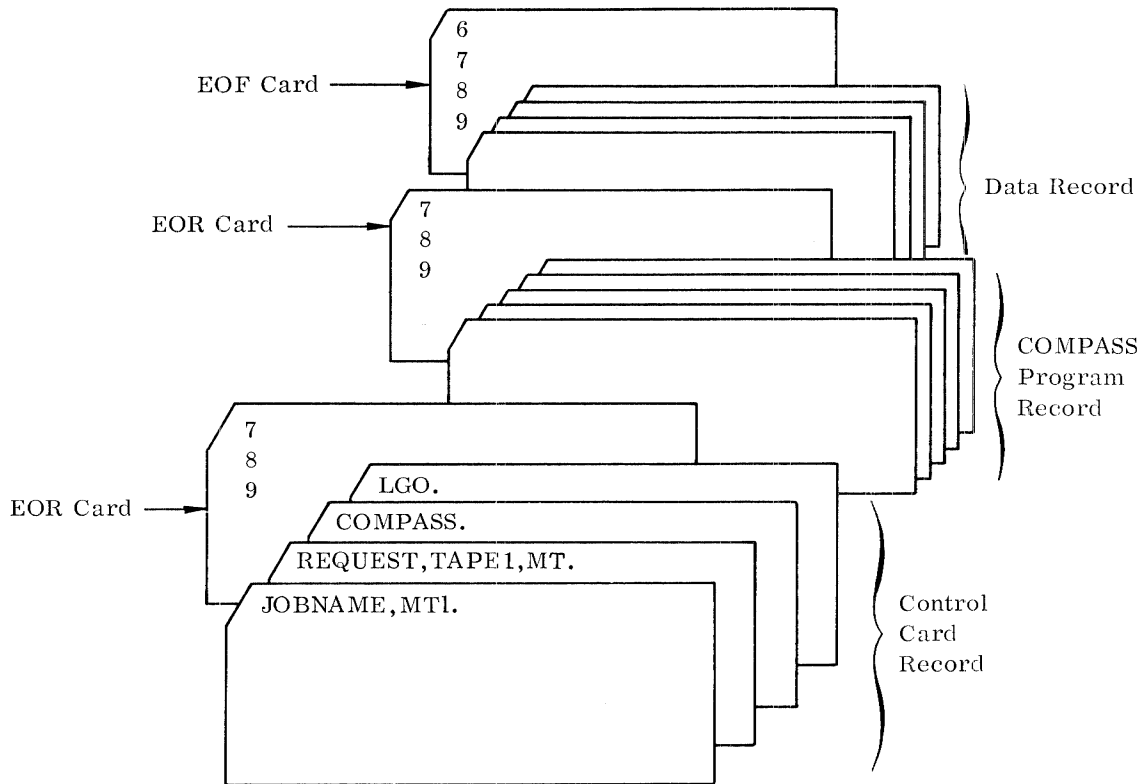 6
7
EOF Card
8
9
Data Record
7
EOR Card
8
9
COMPASS
Program
Record
7
8
9
LGO.
EOR Card
COMPASS.
REQUEST,TAPE1,MT.
JOBNAME,MT1.
Control
Card
Record